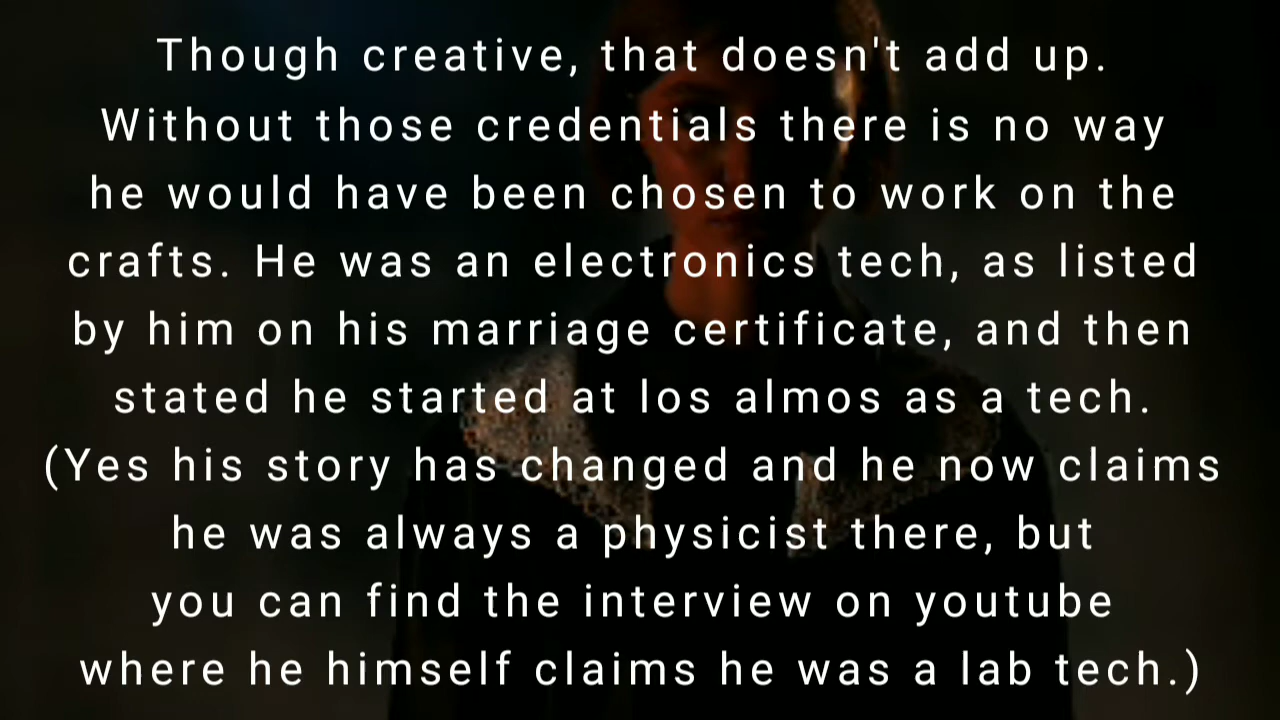 Though creative, that doesn't add up.
Without those credentials there is no way
he would have been chosen to work on the
crafts. He was an electronics tech, as listed
by him on his marriage certificate, and then
stated he started at los almos as a tech.
(Yes his story has changed and he now claims
he was always a physicist there, but
you can find the interview on youtube
where he himself claims he was a lab tech.)